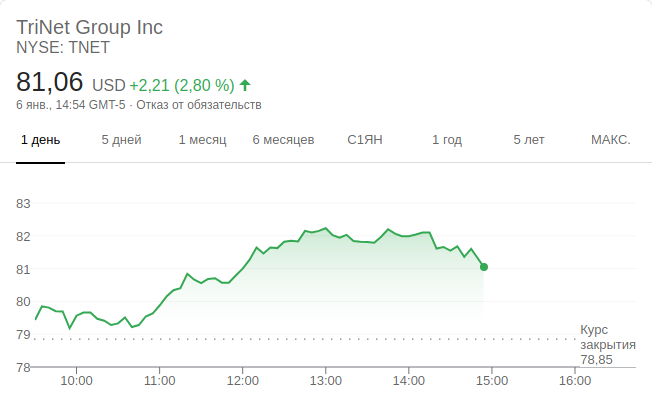 TriNet Group Inc
NYSE: TNET
81,06 USD +2,21 (2,80 %)
6 янв., 14:54 GMT-5 · Отказ от обязательств
1 день 5 дней 1 месяц 6 месяцев С1ЯН 1 год 5 лет МАКС.
83
82
81
80
79
78
Курс
закрытия
78,85
10:00 11:00 12:00 13:00 14:00 15:00 16:00